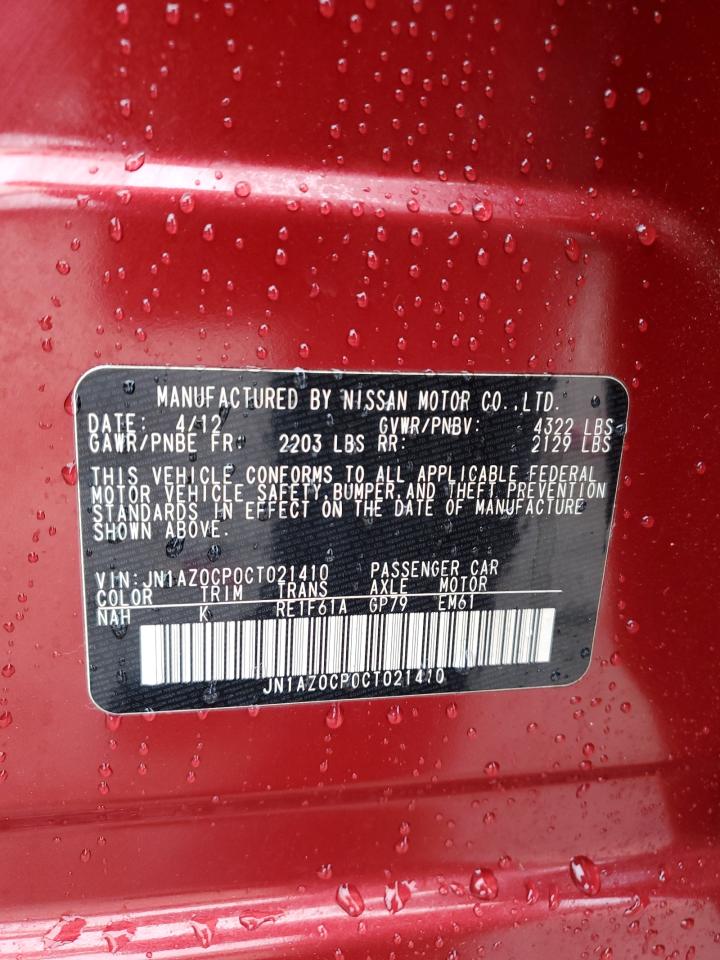 MANUFACTURED BY NISSAN MOTOR CO.,LTD.
DATE: 4/12 GVWR/PNBV: 4322 LBS
GAWR/PNBE FR: 2203 LBS RR: 2129 LBS
THIS VEHICLE CONFORMS TO ALL APPLICABLE FEDERAL
MOTOR VEHICLE SAFETY,BUMPER,AND THEFT PREVENTION
STANDARDS IN EFFECT ON THE DATE OF MANUFACTURE
SHOWN ABOVE.
VIN:JN1AZ0CP0CT021410 PASSENGER CAR
COLOR TRIM TRANS AXLE MOTOR
NAH K RE1F61A GP79 EM61
JN1AZ0CP0CT021410